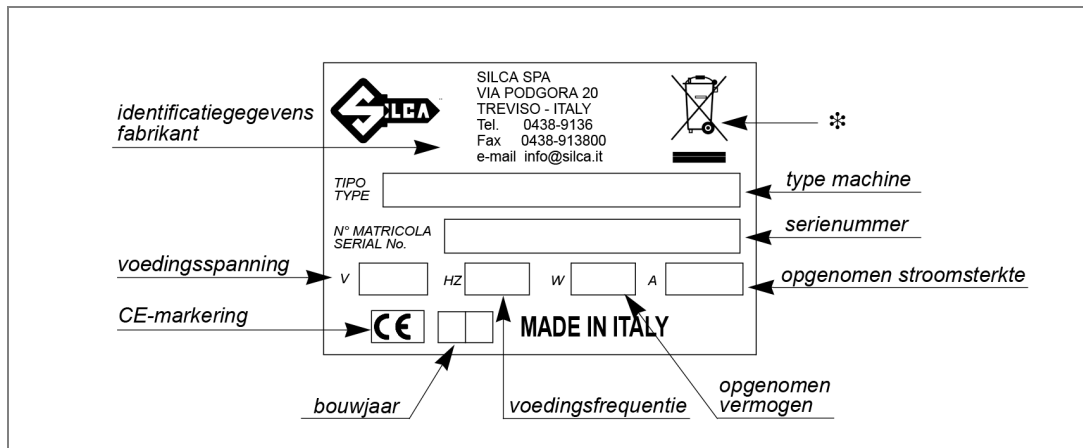 SILCA
SILCA SPA
VIA PODGORA 20
TREVISO - ITALY
Tel. 0438-9136
Fax 0438-913800
e-mail info@silca.it
identificatiegegevens
fabrikant
✻
TIPO
TYPE
type machine
N° MATRICOLA
SERIAL No.
serienummer
voedingsspanning
V
HZ
W
A
opgenomen stroomsterkte
CE-markering
CE
MADE IN ITALY
bouwjaar
voedingsfrequentie
opgenomen
vermogen